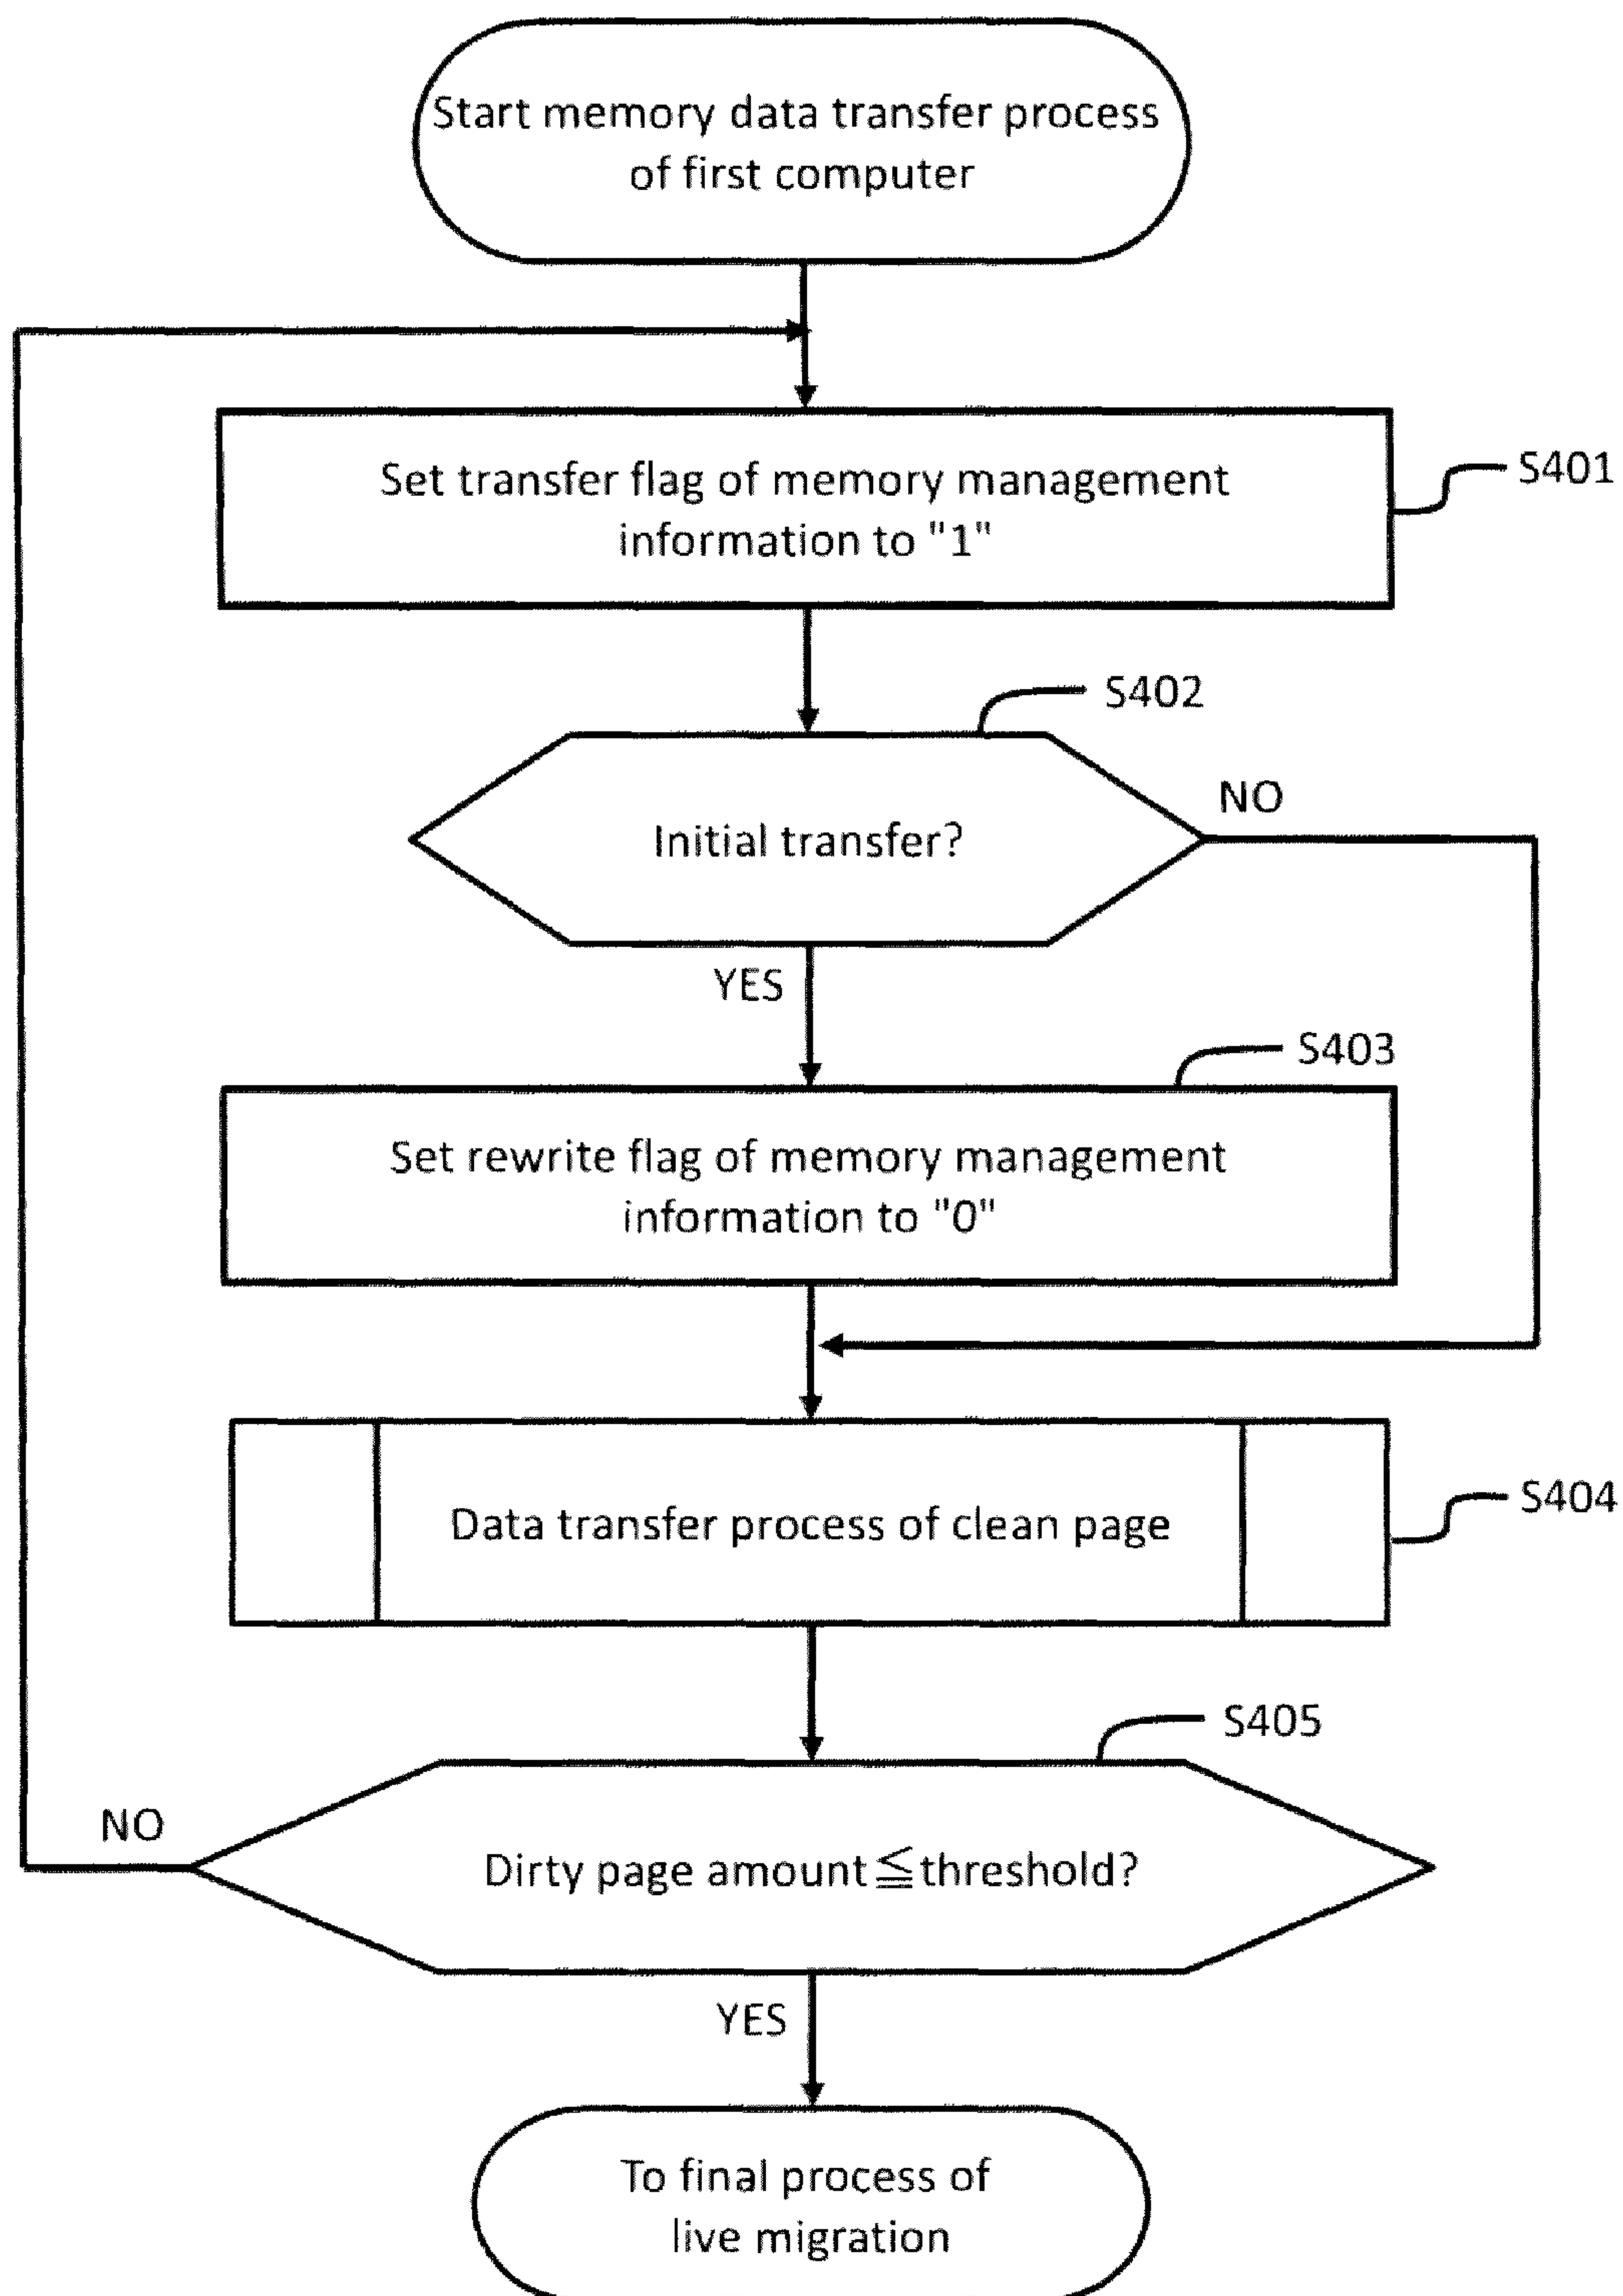 Start memory data transfer process
of first computer
Set transfer flag of memory management
information to "1"
S401
S402
Initial transfer?
NO
YES
S403
Set rewrite flag of memory management
information to "0"
Data transfer process of clean page
S404
S405
NO
Dirty page amount≦threshold?
YES
To final process of
live migration